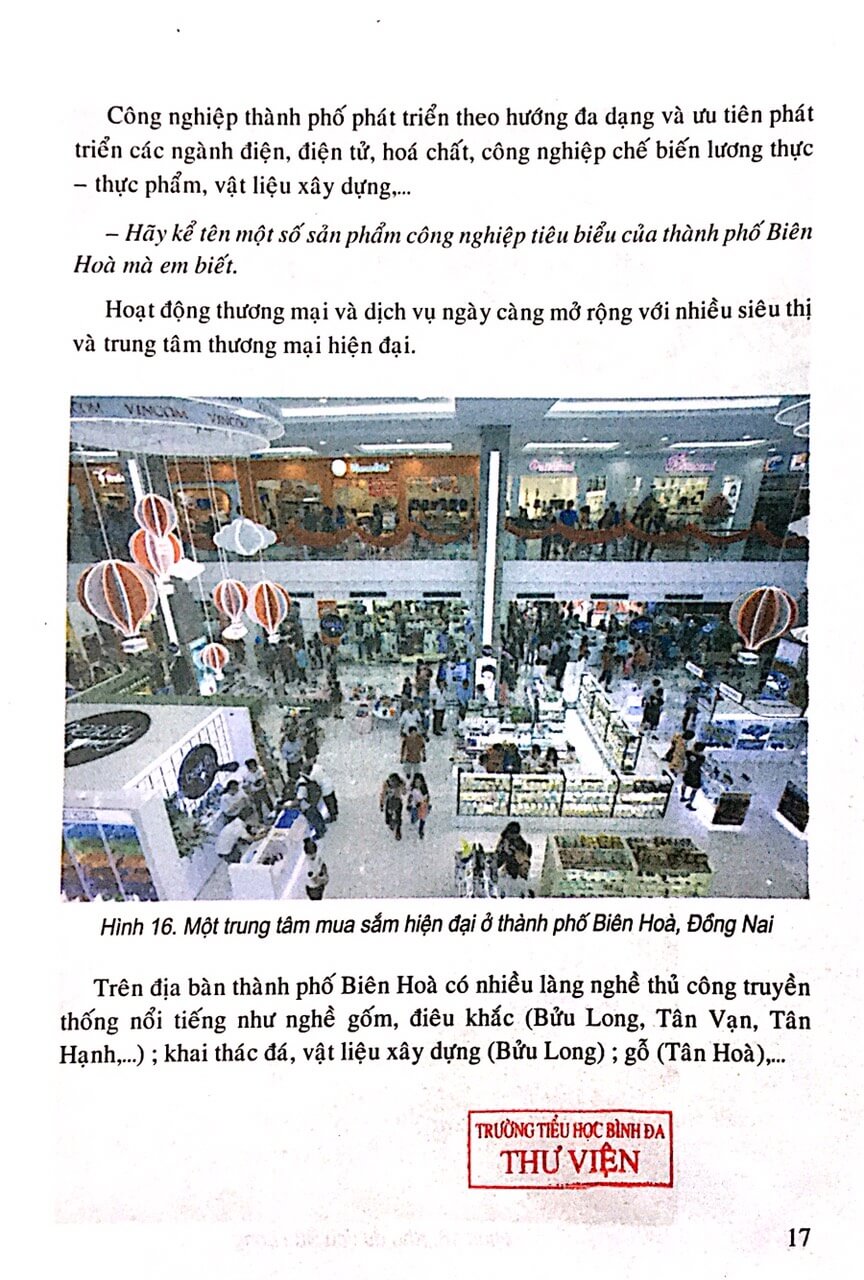 Công nghiệp thành phố phát triển theo hướng đa dạng và ưu tiên phát
triển các ngành điện, điện tử, hoá chất, công nghiệp chế biến lương thực
– thực phẩm, vật liệu xây dựng,...
– Hãy kể tên một số sản phẩm công nghiệp tiêu biểu của thành phố Biên
Hoà mà em biết.
Hoạt động thương mại và dịch vụ ngày càng mở rộng với nhiều siêu thị
và trung tâm thương mại hiện đại.
COM VINCOM VINCOM
Hình 16. Một trung tâm mua sắm hiện đại ở thành phố Biên Hoà, Đồng Nai
Trên địa bàn thành phố Biên Hoà có nhiều làng nghề thủ công truyền
thống nổi tiếng như nghề gốm, điêu khắc (Bửu Long, Tân Vạn, Tân
Hạnh,...) ; khai thác đá, vật liệu xây dựng (Bửu Long) ; gỗ (Tân Hoà),...
TRƯỜNG TIỂU HỌC BÌNH ĐA
THƯ VIỆN
17